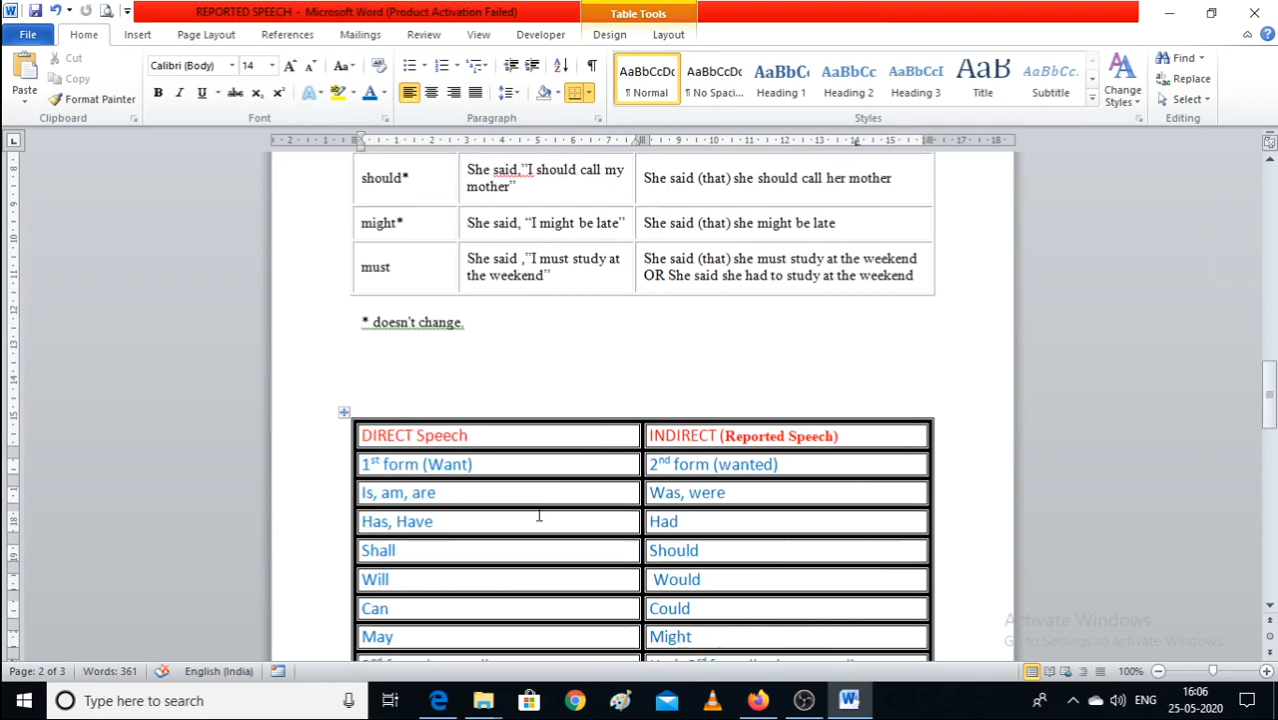 REPORTED SPEECH - Microsoft Word (Product Activation Failed)
Table Tools
File Home Insert Page Layout References Mailings Review View Developer Design Layout
Paste
Cut
Copy
Format Painter
Clipboard
Calibri (Body) 14
Font
Paragraph
AaBbCcDc AaBbCcDc AaBbC AaBbCc AaBbCcI AaB AaBbCc.
¶ Normal ¶ No Spaci... Heading 1 Heading 2 Heading 3 Title Subtitle
Change Styles
Styles
Find
Replace
Select
Editing
should*
She said,”I should call my
mother”
She said (that) she should call her mother
might*
She said, “I might be late”
She said (that) she might be late
must
She said ,”I must study at
the weekend”
She said (that) she must study at the weekend
OR She said she had to study at the weekend
* doesn't change.
DIRECT Speech INDIRECT (Reported Speech)
1st form (Want) 2nd form (wanted)
Is, am, are Was, were
Has, Have Had
Shall Should
Will Would
Can Could
May Might
Activate Windows
Go to Settings to activate Windows.
Page: 2 of 3 Words: 361 English (India) 100%
Type here to search
ENG
16:06
25-05-2020